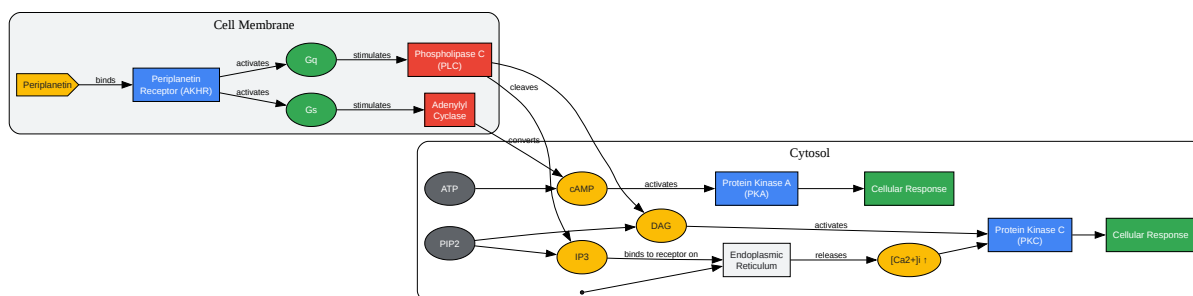 Cell Membrane
Periplanetin
binds
Periplanetin
Receptor (AKHR)
activates
activates
Gq
Gs
stimulates
stimulates
Phospholipase C
(PLC)
Adenylyl
Cyclase
cleaves
converts
Cytosol
ATP
cAMP
activates
Protein Kinase A
(PKA)
Cellular Response
PIP2
DAG
activates
Protein Kinase C
(PKC)
Cellular Response
IP3
binds to receptor on
Endoplasmic
Reticulum
releases
[Ca2+]i ↑